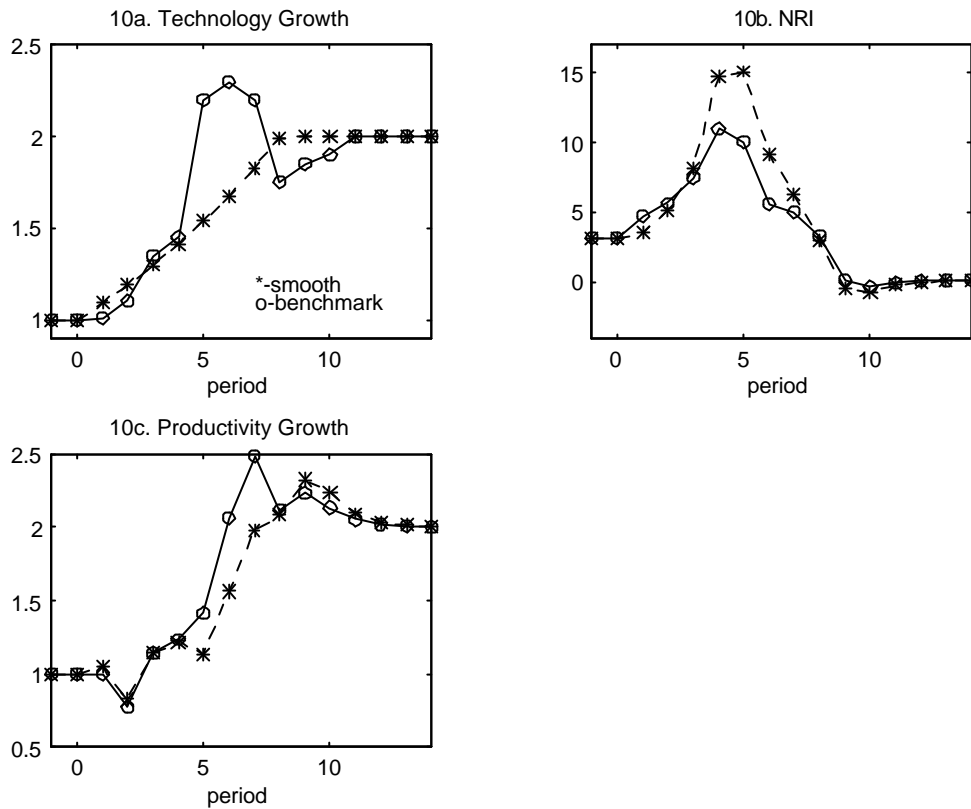 10a. Technology Growth
2.5
2
1.5
1
0 5 10
period
*-smooth
o-benchmark
10b. NRI
15
10
5
0
0 5 10
period
10c. Productivity Growth
2.5
2
1.5
1
0.5
0 5 10
period